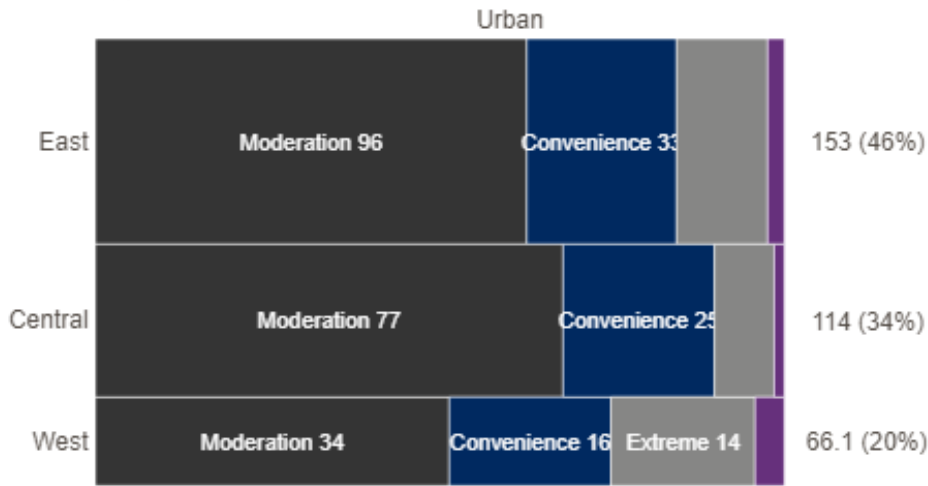 Urban
East Moderation 96 Convenience 33 153 (46%)
Central Moderation 77 Convenience 25 114 (34%)
West Moderation 34 Convenience 16 Extreme 14 66.1 (20%)